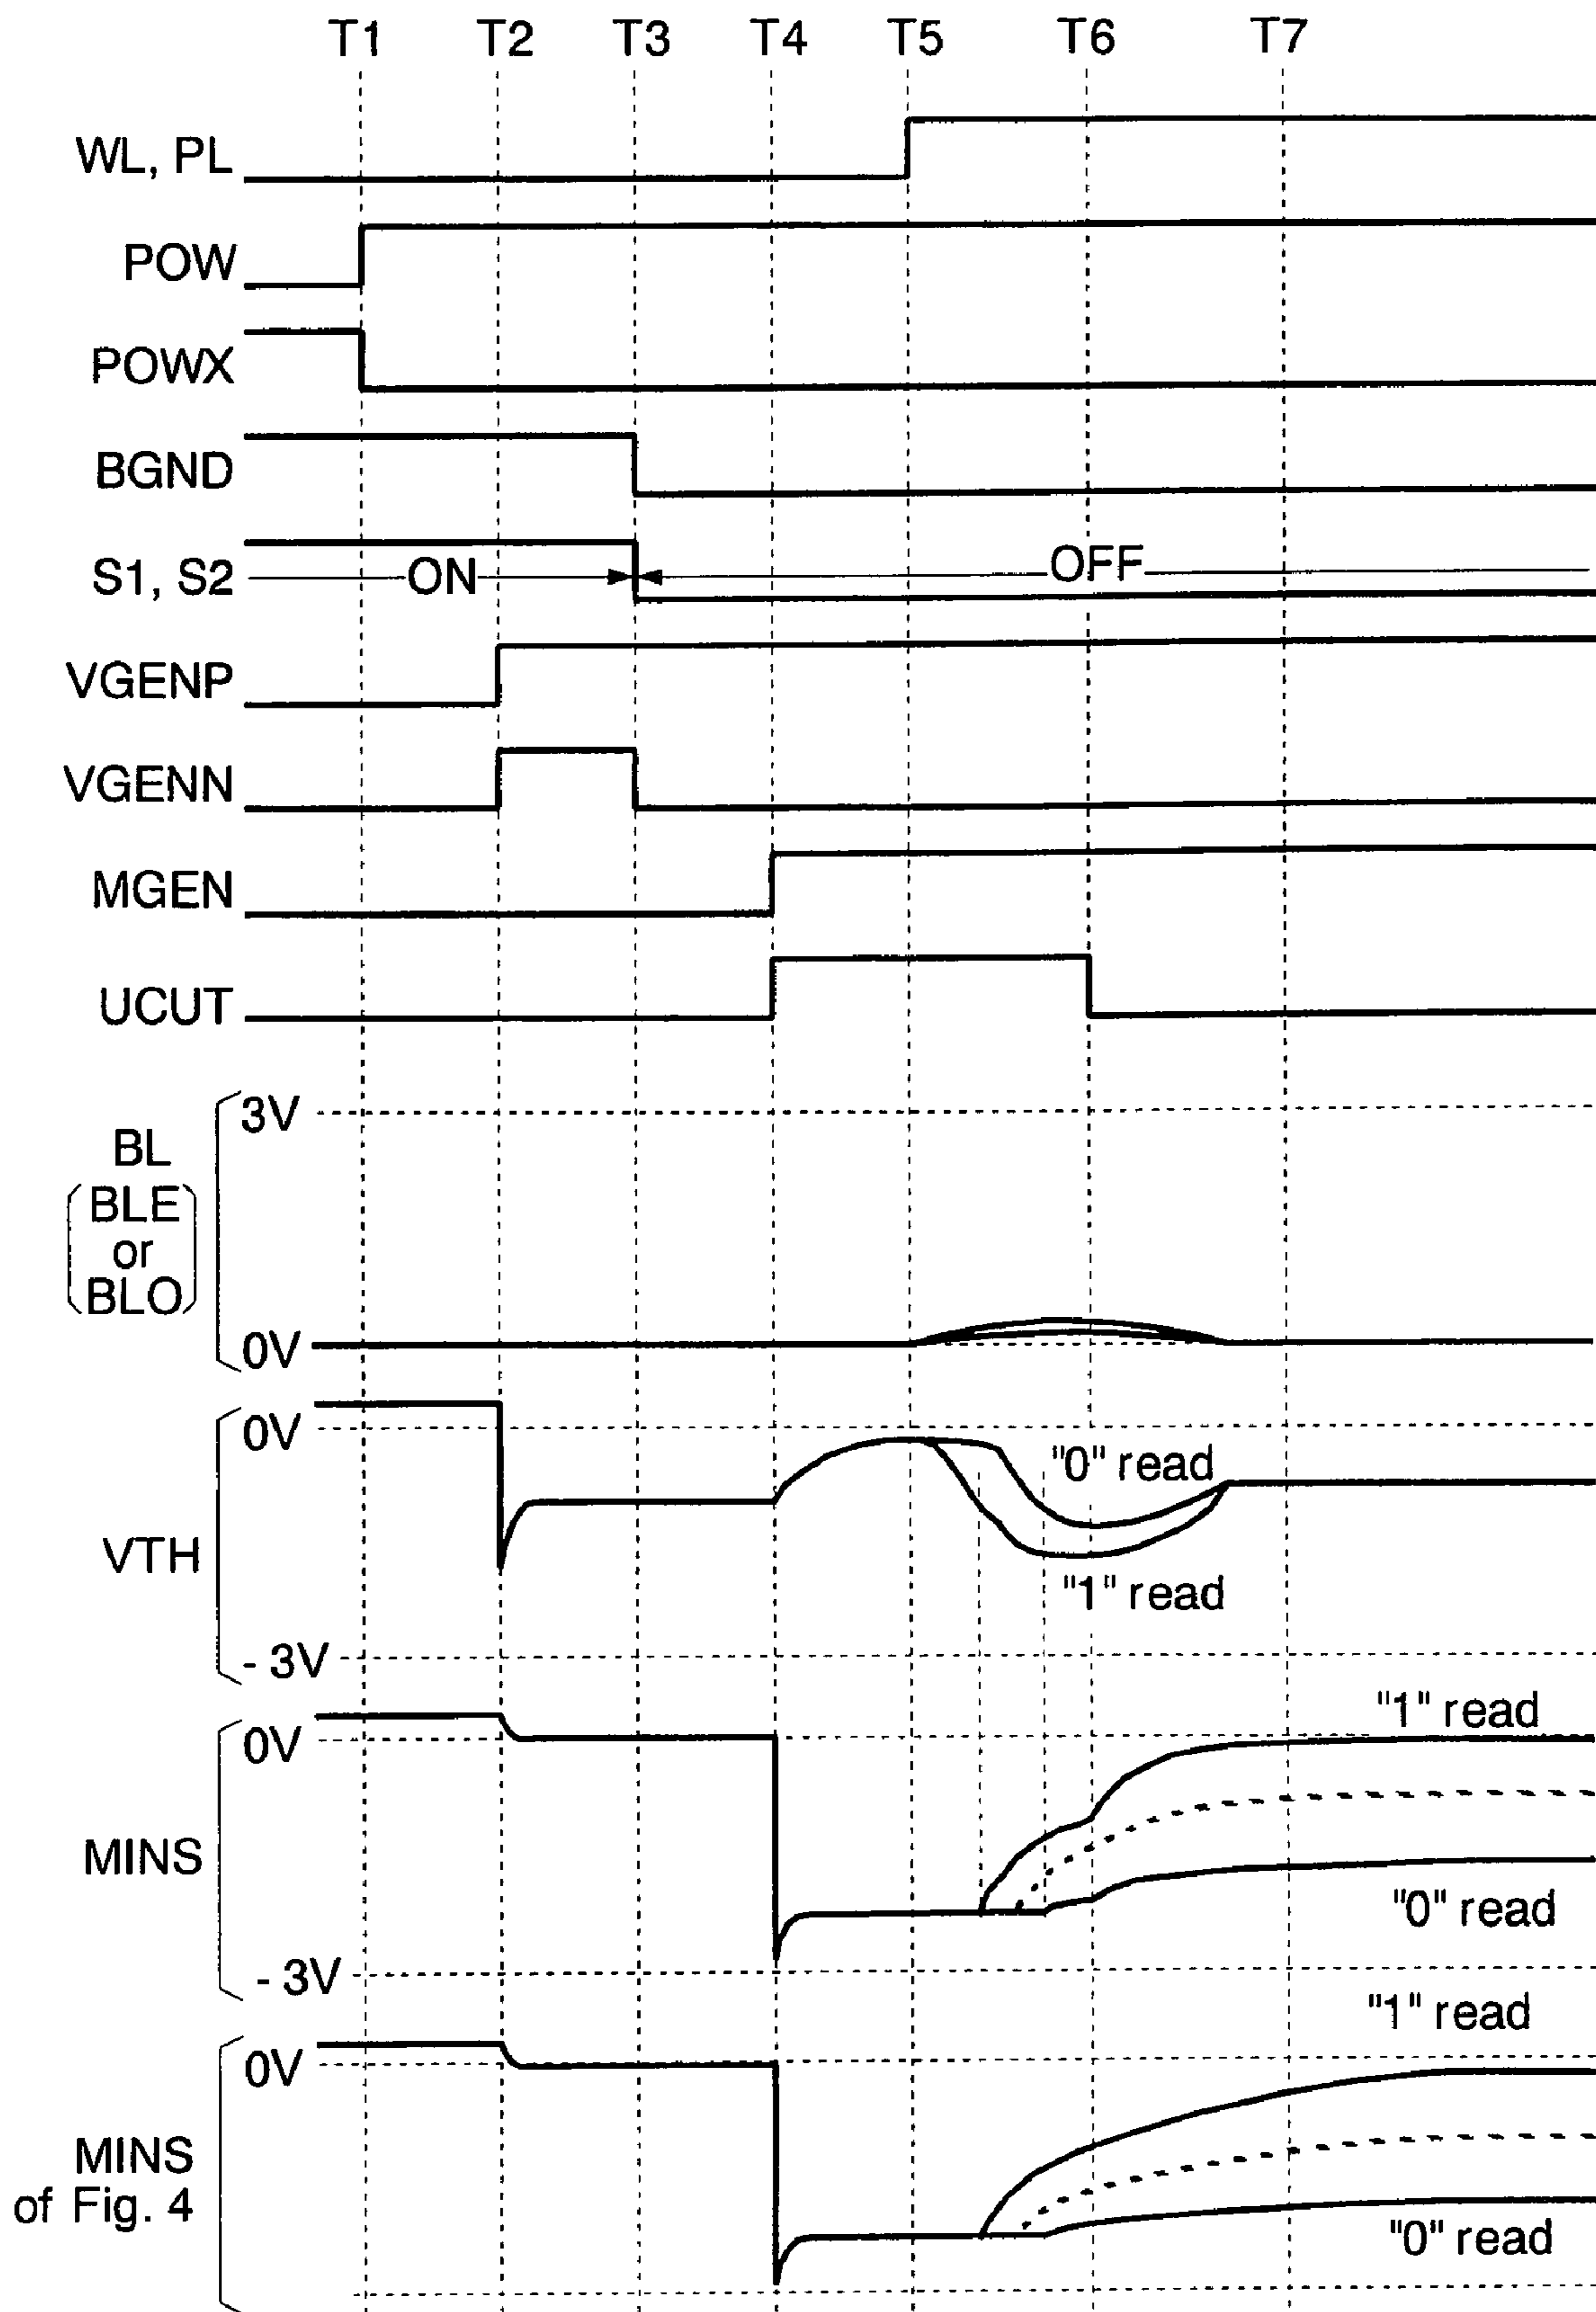 T1 T2 T3 T4 T5 T6 T7
WL, PL
POW
POWX
BGND
S1, S2 ON OFF
VGENP
VGENN
MGEN
UCUT
3V
BL
(BLE
or
BLO)
0V
0V
"0" read
VTH
"1" read
- 3V
"1" read
0V
MINS
"0" read
- 3V
"1" read
0V
MINS
of Fig. 4
"0" read